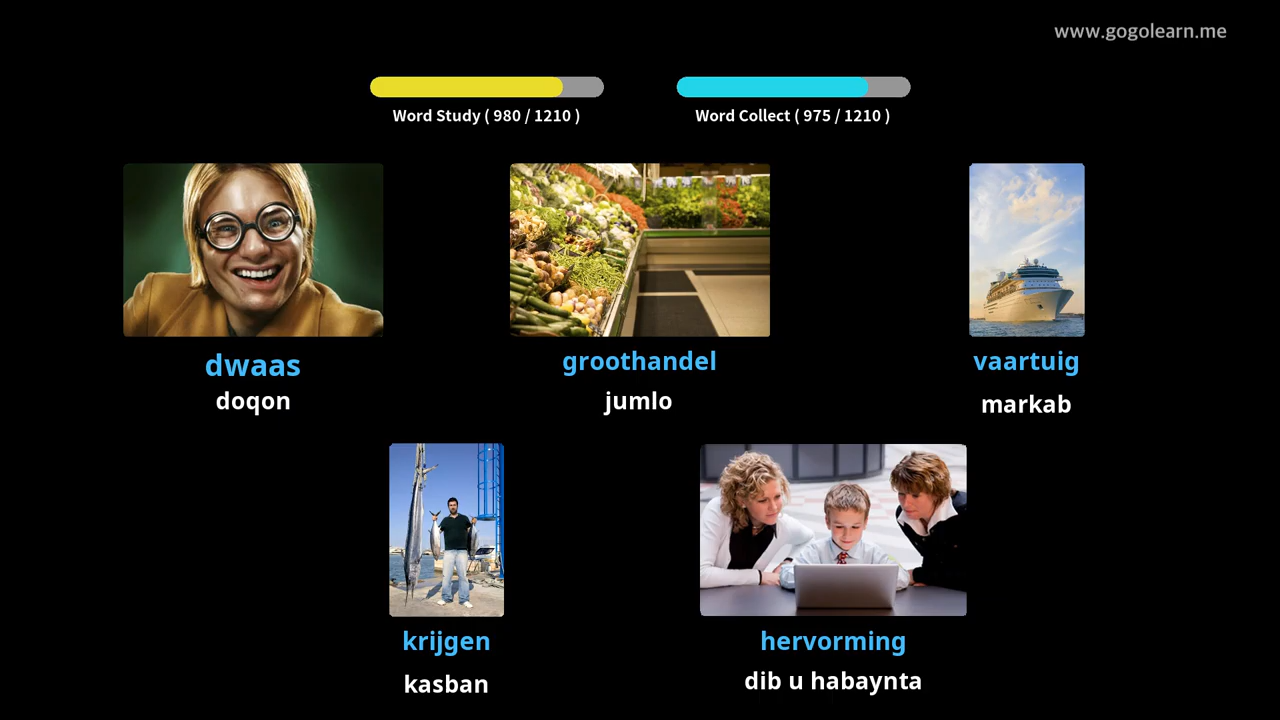 www.gogolearn.me
Word Study ( 980 / 1210 )
Word Collect ( 975 / 1210 )
dwaas
doqon
groothandel
jumlo
vaartuig
markab
krijgen
kasban
hervorming
dib u habaynta